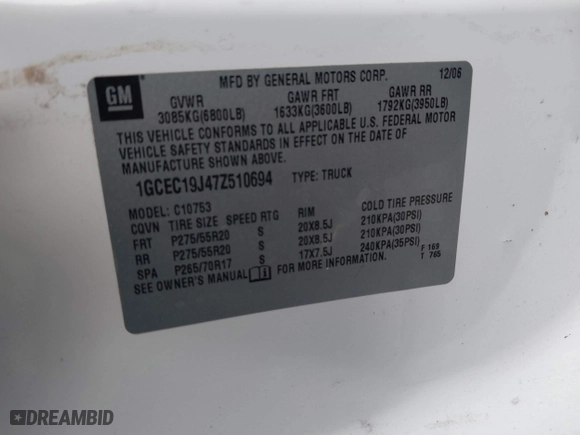 GM
MFD BY GENERAL MOTORS CORP. 12/06
GVWR GAWR FRT GAWR RR
3085KG(6800LB) 1633KG(3600LB) 1792KG(3950LB)
THIS VEHICLE CONFORMS TO ALL APPLICABLE U.S. FEDERAL MOTOR
VEHICLE SAFETY STANDARDS IN EFFECT ON THE DATE OF
MANUFACTURE SHOWN ABOVE.
1GCEC19J47Z510694 TYPE: TRUCK
MODEL: C10753
COVN TIRE SIZE SPEED RTG RIM COLD TIRE PRESSURE
FRT P275/55R20 S 20X8.5J 210KPA(30PSI)
RR P275/55R20 S 20X8.5J 210KPA(30PSI)
SPA P265/70R17 S 17X7.5J 240KPA(35PSI)
SEE OWNER'S MANUAL FOR MORE INFORMATION.
F 169
T 765
DREAMBID